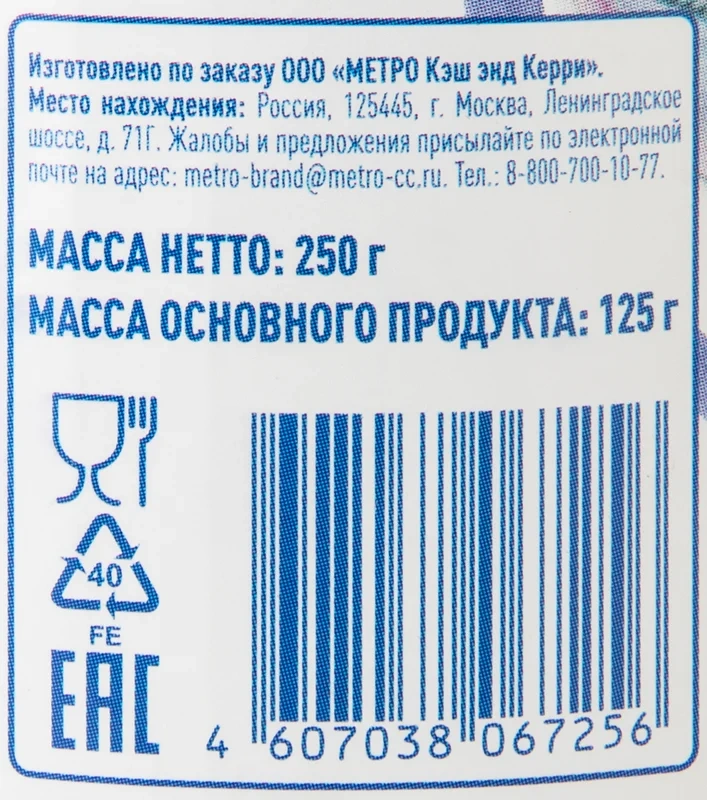 Изготовлено по заказу ООО «МЕТРО Кэш энд Керри».
Место нахождения: Россия, 125445, г. Москва, Ленинградское
шоссе, д. 71Г. Жалобы и предложения присылайте по электронной
почте на адрес: metro-brand@metro-cc.ru. Тел.: 8-800-700-10-77.
МАССА НЕТТО: 250 г
МАССА ОСНОВНОГО ПРОДУКТА: 125 г
40
FE
EAC
4 607038 067256